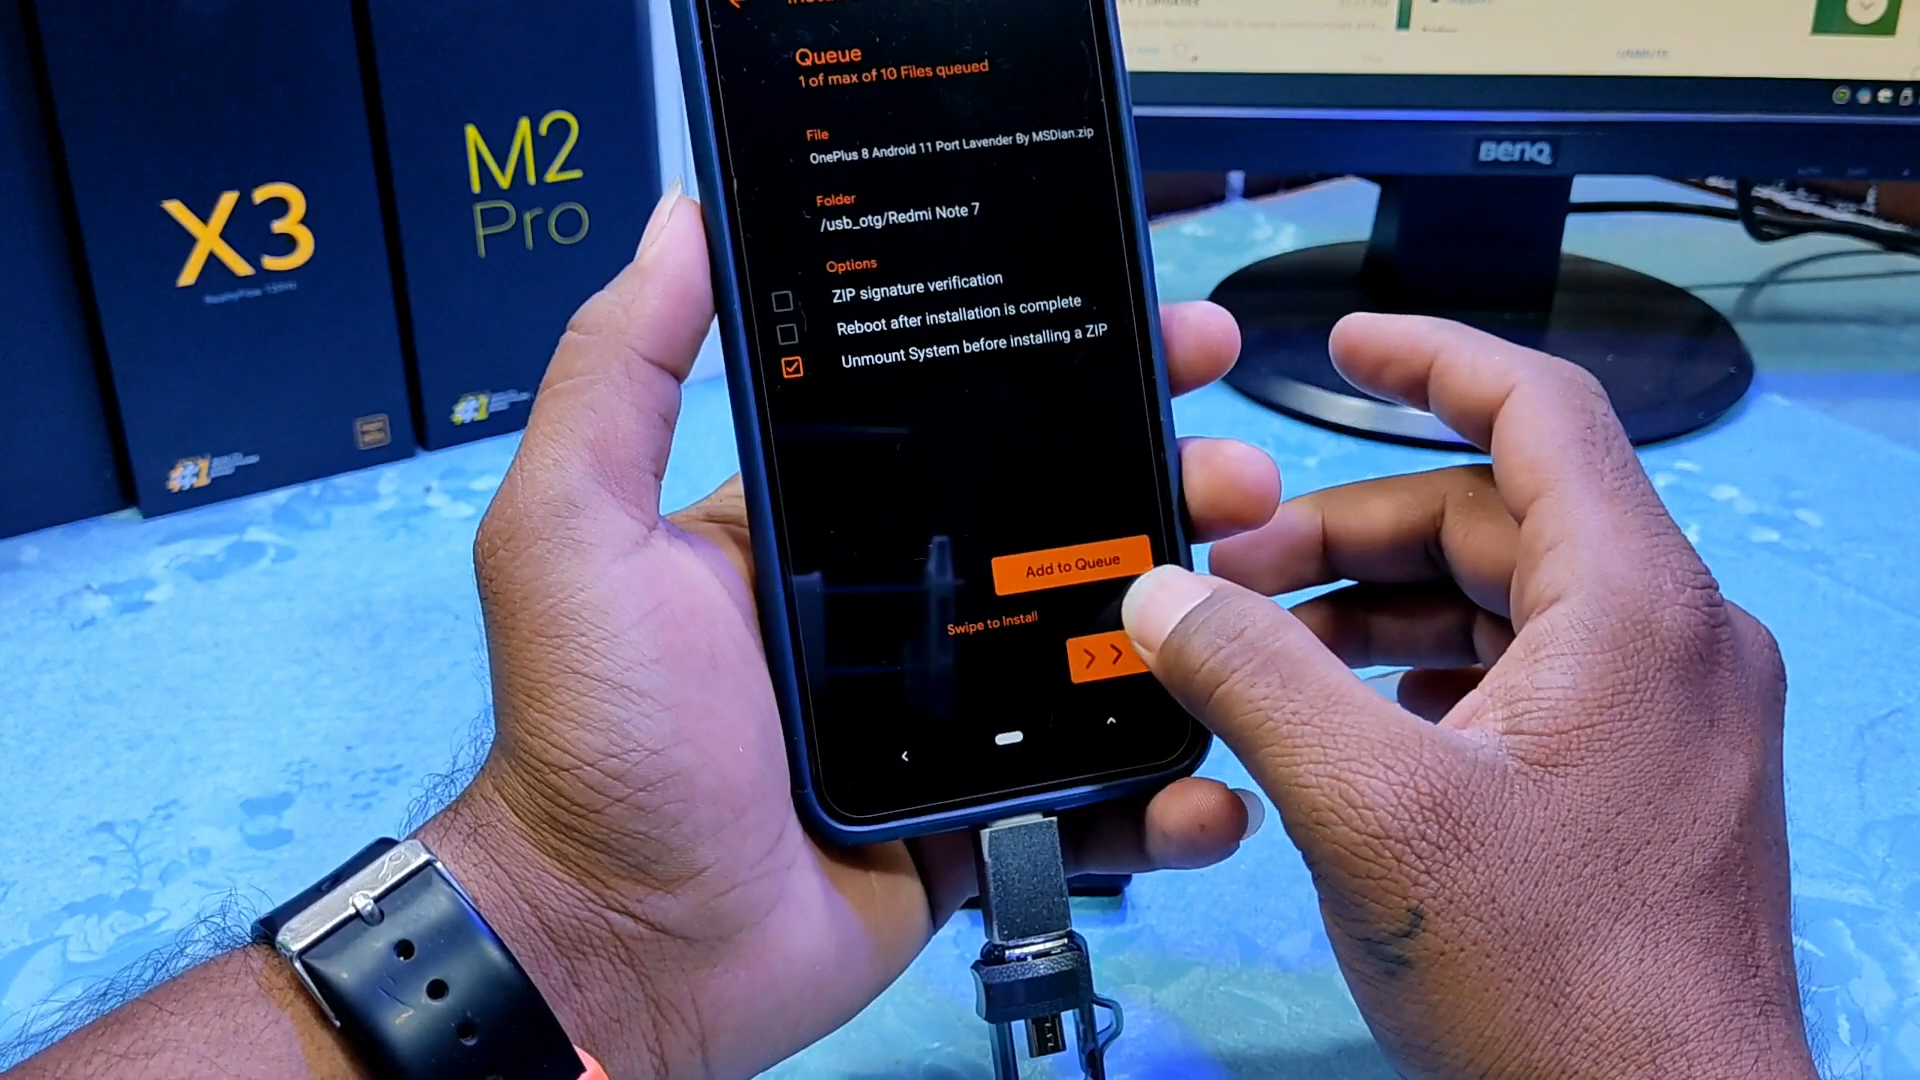 X3
M2
Pro
#1
#1
Queue
1 of max of 10 Files queued
File
OnePlus 8 Android 11 Port Lavender By MSDian.zip
Folder
/usb_otg/Redmi Note 7
Options
ZIP signature verification
Reboot after installation is complete
Unmount System before installing a ZIP
Add to Queue
Swipe to Install
BenQ